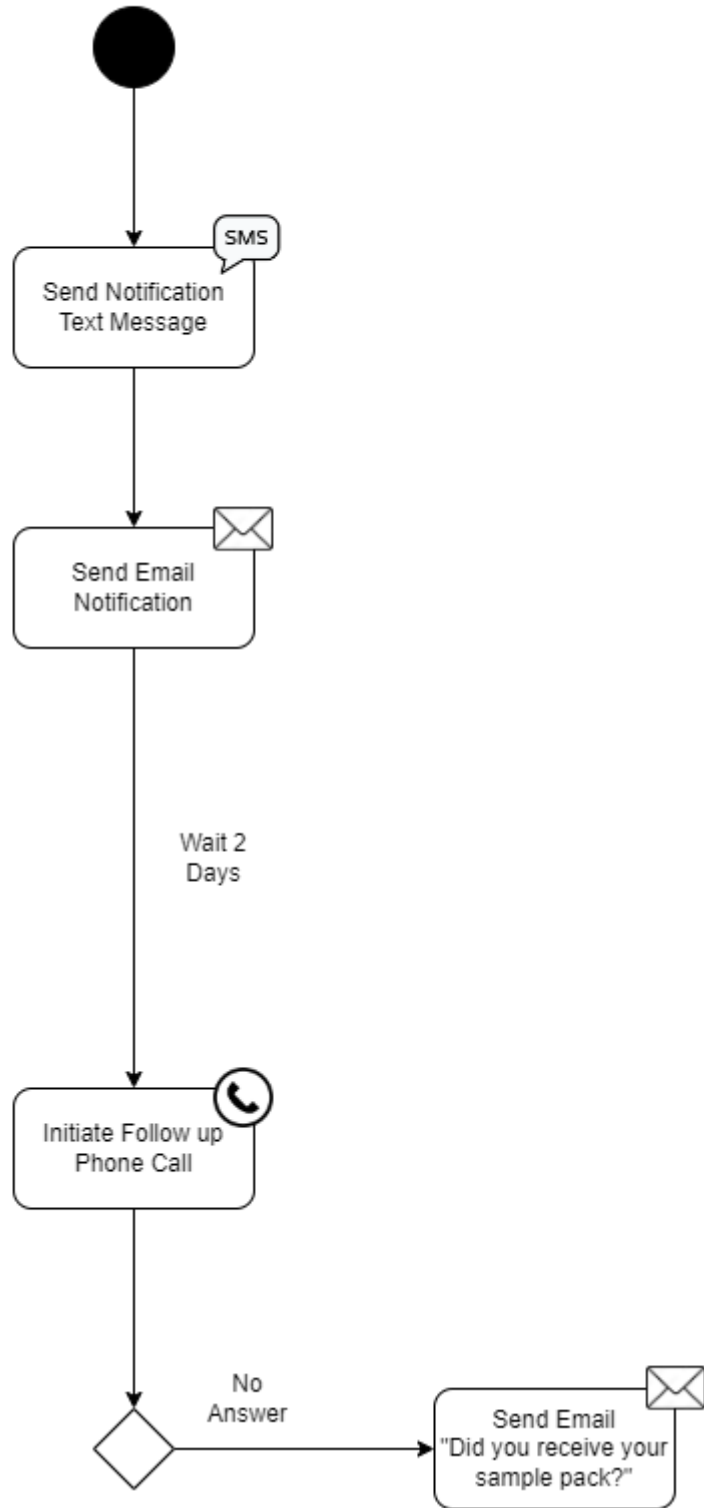 SMS
Send Notification
Text Message
Send Email
Notification
Wait 2
Days
Initiate Follow up
Phone Call
No
Answer
Send Email
"Did you receive your
sample pack?"